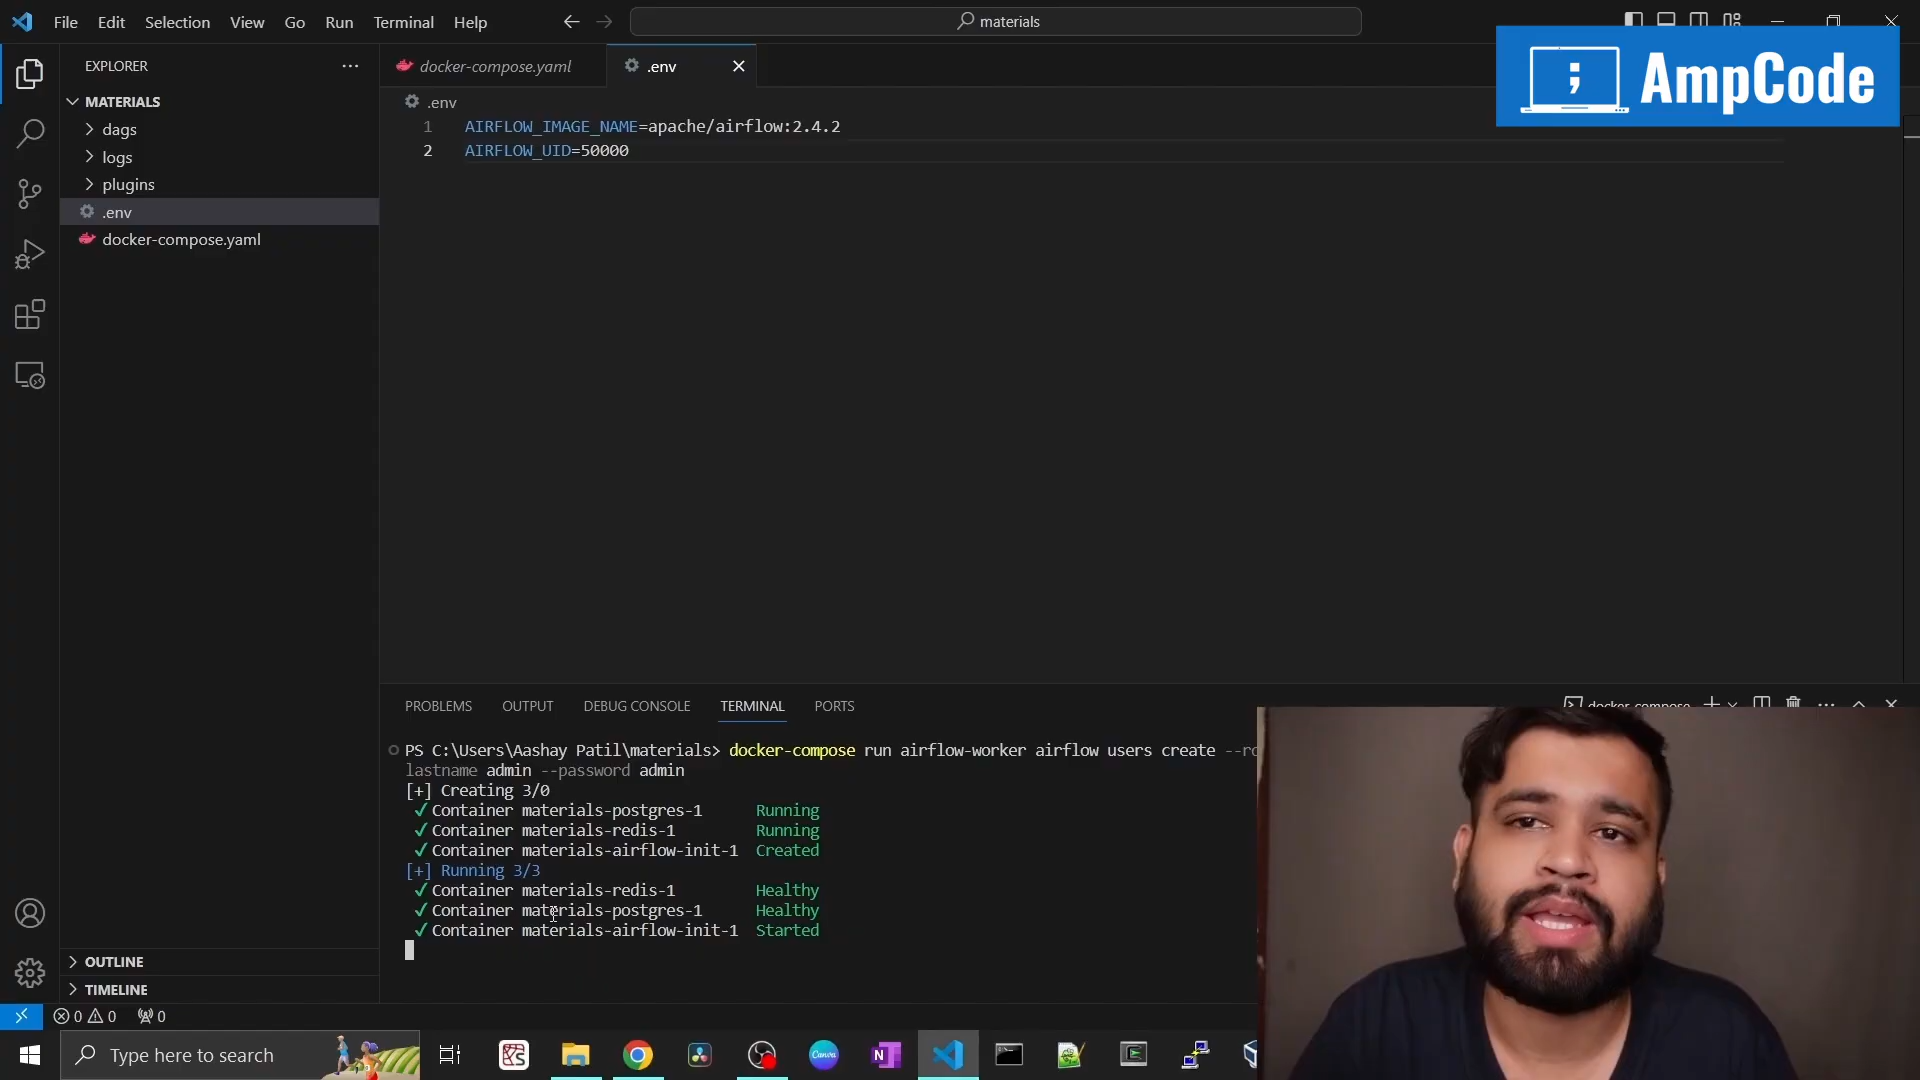 File Edit Selection View Go Run Terminal Help
materials
EXPLORER
docker-compose.yaml
.env
; AmpCode
MATERIALS
.env
dags
1 AIRFLOW_IMAGE_NAME=apache/airflow:2.4.2
logs
2 AIRFLOW_UID=50000
plugins
.env
docker-compose.yaml
PROBLEMS OUTPUT DEBUG CONSOLE TERMINAL PORTS
docker-compose
PS C:\Users\Aashay Patil\materials> docker-compose run airflow-worker airflow users create
lastname admin --password admin
[+] Creating 3/0
✓Container materials-postgres-1 Running
✓Container materials-redis-1 Running
✓Container materials-airflow-init-1 Created
[+] Running 3/3
✓Container materials-redis-1 Healthy
✓Container materials-postgres-1 Healthy
✓Container materials-airflow-init-1 Started
OUTLINE
TIMELINE
0 0 0
Type here to search
Canva
N